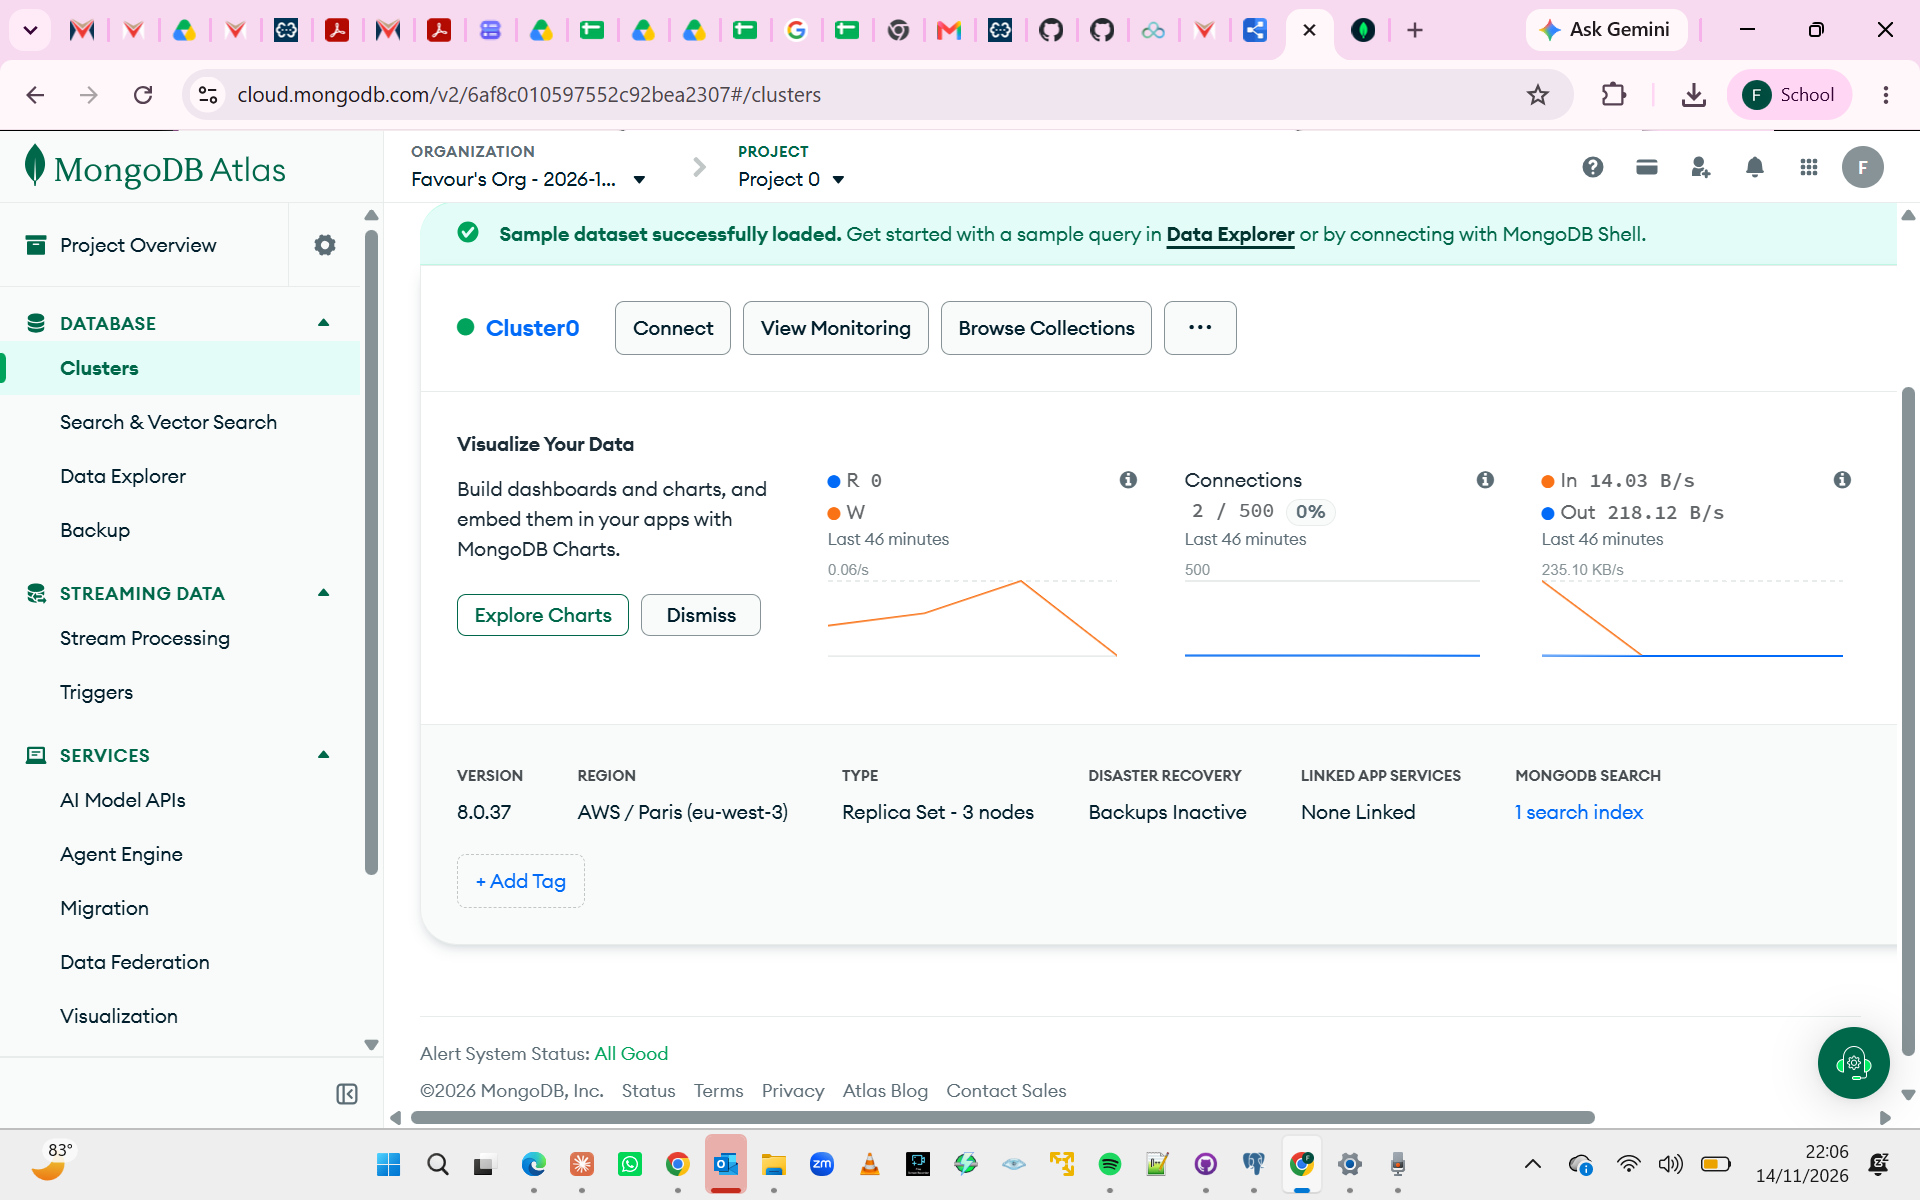 Ask Gemini
cloud.mongodb.com/v2/6af8c010597552c92bea2307#/clusters
F School
MongoDB Atlas
ORGANIZATION
Favour's Org - 2026-1...
PROJECT
Project 0
F
Project Overview
DATABASE
Clusters
Search & Vector Search
Data Explorer
Backup
STREAMING DATA
Stream Processing
Triggers
SERVICES
AI Model APIs
Agent Engine
Migration
Data Federation
Visualization
Sample dataset successfully loaded. Get started with a sample query in Data Explorer or by connecting with MongoDB Shell.
Cluster0
Connect
View Monitoring
Browse Collections
...
Visualize Your Data
Build dashboards and charts, and
embed them in your apps with
MongoDB Charts.
Explore Charts
Dismiss
R 0
W
Last 46 minutes
0.06/s
Connections
2 / 500 0%
Last 46 minutes
500
In 14.03 B/s
Out 218.12 B/s
Last 46 minutes
235.10 KB/s
VERSION
8.0.37
REGION
AWS / Paris (eu-west-3)
TYPE
Replica Set - 3 nodes
DISASTER RECOVERY
Backups Inactive
LINKED APP SERVICES
None Linked
MONGODB SEARCH
1 search index
+ Add Tag
Alert System Status: All Good
©2026 MongoDB, Inc. Status Terms Privacy Atlas Blog Contact Sales
83°
zm
22:06
14/11/2026